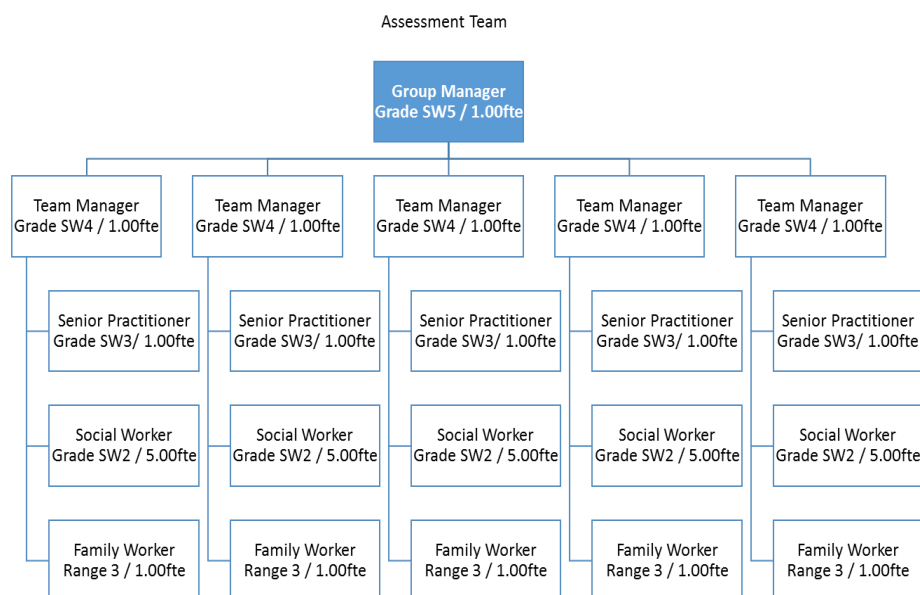 Assessment Team
Group Manager
Grade SW5 / 1.00fte
Team Manager
Grade SW4 / 1.00fte
Team Manager
Grade SW4 / 1.00fte
Team Manager
Grade SW4 / 1.00fte
Team Manager
Grade SW4 / 1.00fte
Team Manager
Grade SW4 / 1.00fte
Senior Practitioner
Grade SW3/ 1.00fte
Senior Practitioner
Grade SW3/ 1.00fte
Senior Practitioner
Grade SW3/ 1.00fte
Senior Practitioner
Grade SW3/ 1.00fte
Senior Practitioner
Grade SW3/ 1.00fte
Social Worker
Grade SW2 / 5.00fte
Social Worker
Grade SW2 / 5.00fte
Social Worker
Grade SW2 / 5.00fte
Social Worker
Grade SW2 / 5.00fte
Social Worker
Grade SW2 / 5.00fte
Family Worker
Range 3 / 1.00fte
Family Worker
Range 3 / 1.00fte
Family Worker
Range 3 / 1.00fte
Family Worker
Range 3 / 1.00fte
Family Worker
Range 3 / 1.00fte